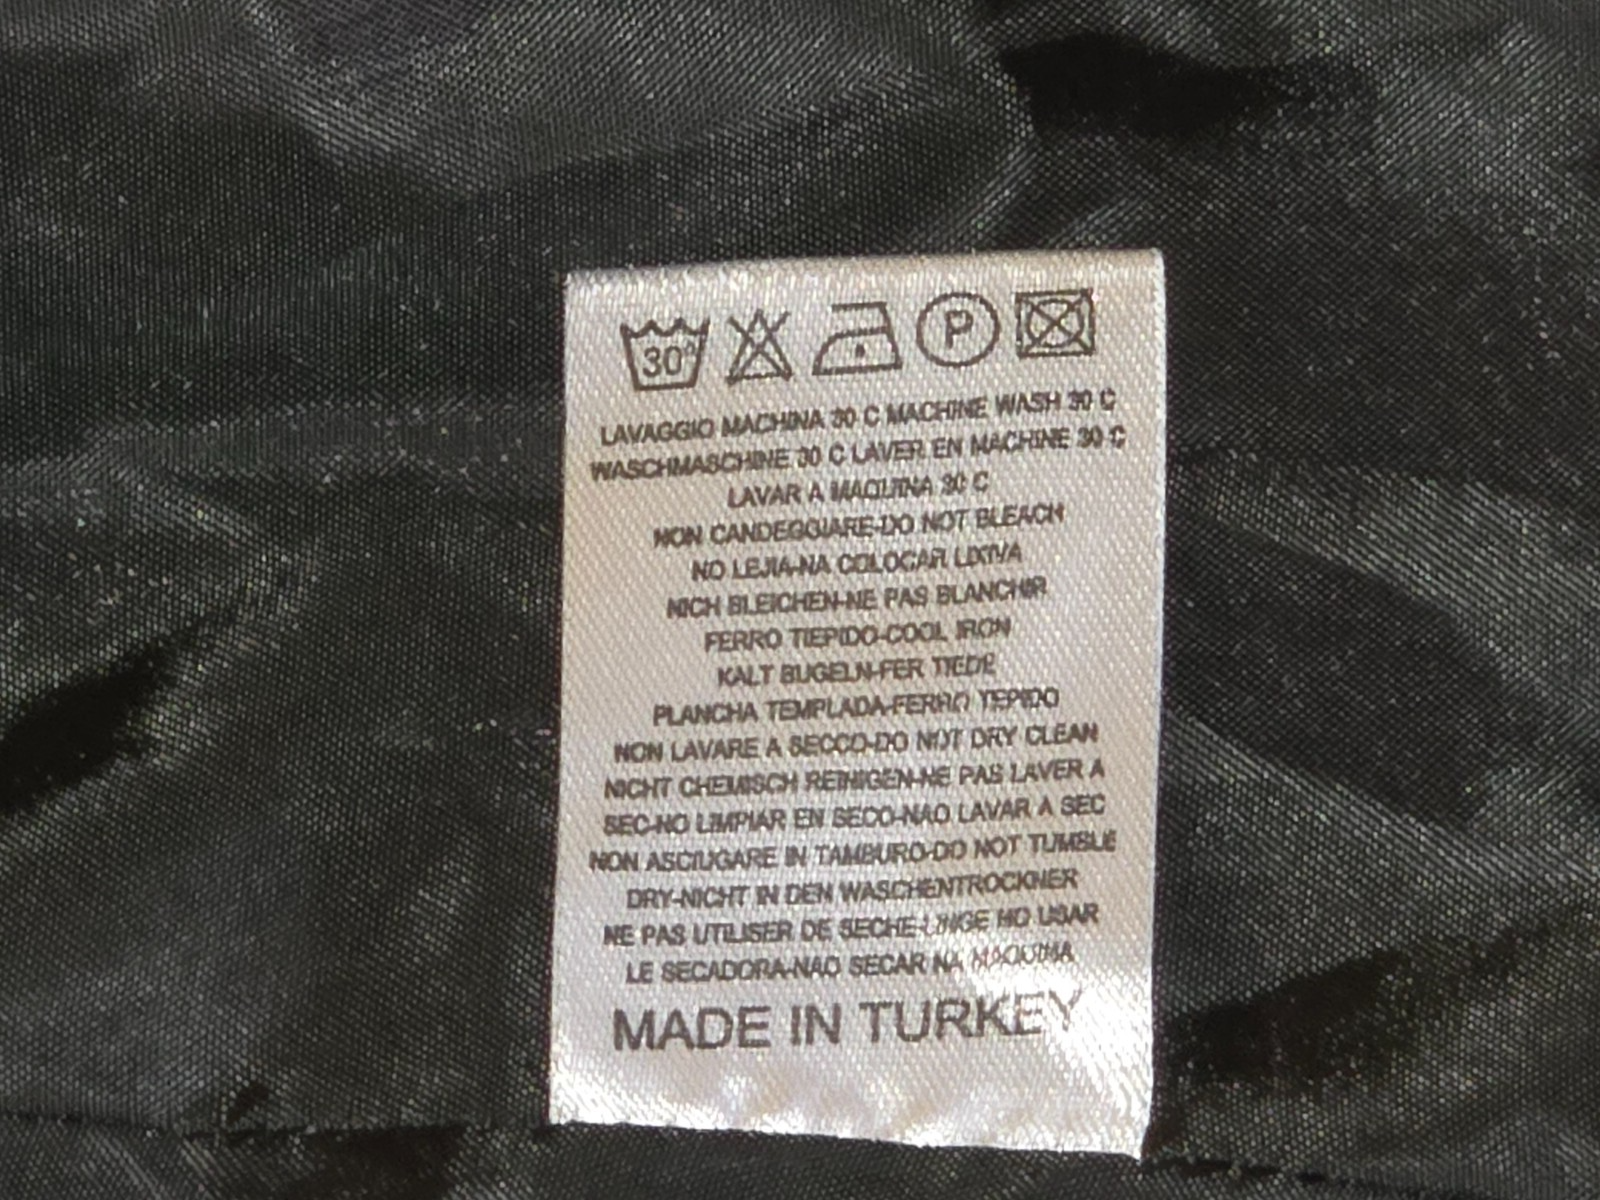 30°
P
LAVAGGIO MACHINA 30 C MACHINE WASH 30 C
WASCHMASCHINE 30 C LAVER EN MACHINE 30 C
LAVAR A MAQUINA 30 C
NON CANDEGGIARE-DO NOT BLEACH
NO LEJIA-NA COLOCAR LIXIVA
NICH BLEICHEN-NE PAS BLANCHIR
FERRO TIEPIDO-COOL IRON
KALT BUGELN-FER TIEDE
PLANCHA TEMPLADA-FERRO TEPIDO
NON LAVARE A SECCO-DO NOT DRY CLEAN
NICHT CHEMISCH REINIGEN-NE PAS LAVER A
SEC-NO LIMPIAR EN SECO-NAO LAVAR A SEC
NON ASCIUGARE IN TAMBURO-DO NOT TUMBLE
DRY-NICHT IN DEN WASCHENTROCKNER
NE PAS UTILISER DE SECHE-LINGE NO USAR
LE SECADORA-NAO SECAR NA MAQUINA
MADE IN TURKEY